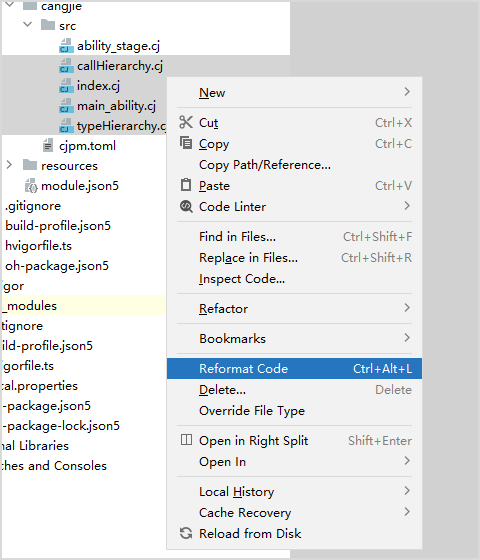 cangjie
src
ability_stage.cj
callHierarchy.cj
index.cj
main_ability.cj
typeHierarchy.cj
cjpm.toml
resources
module.json5
.gitignore
build-profile.json5
hvigorfile.ts
oh-package.json5
igor
_modules
itignore
ild-profile.json5
igorfile.ts
cal.properties
-package.json5
-package-lock.json5
nal Libraries
ches and Consoles
New
Cut Ctrl+X
Copy Ctrl+C
Copy Path/Reference...
Paste Ctrl+V
Code Linter
Find in Files... Ctrl+Shift+F
Replace in Files... Ctrl+Shift+R
Inspect Code...
Refactor
Bookmarks
Reformat Code Ctrl+Alt+L
Delete... Delete
Override File Type
Open in Right Split Shift+Enter
Open In
Local History
Cache Recovery
Reload from Disk